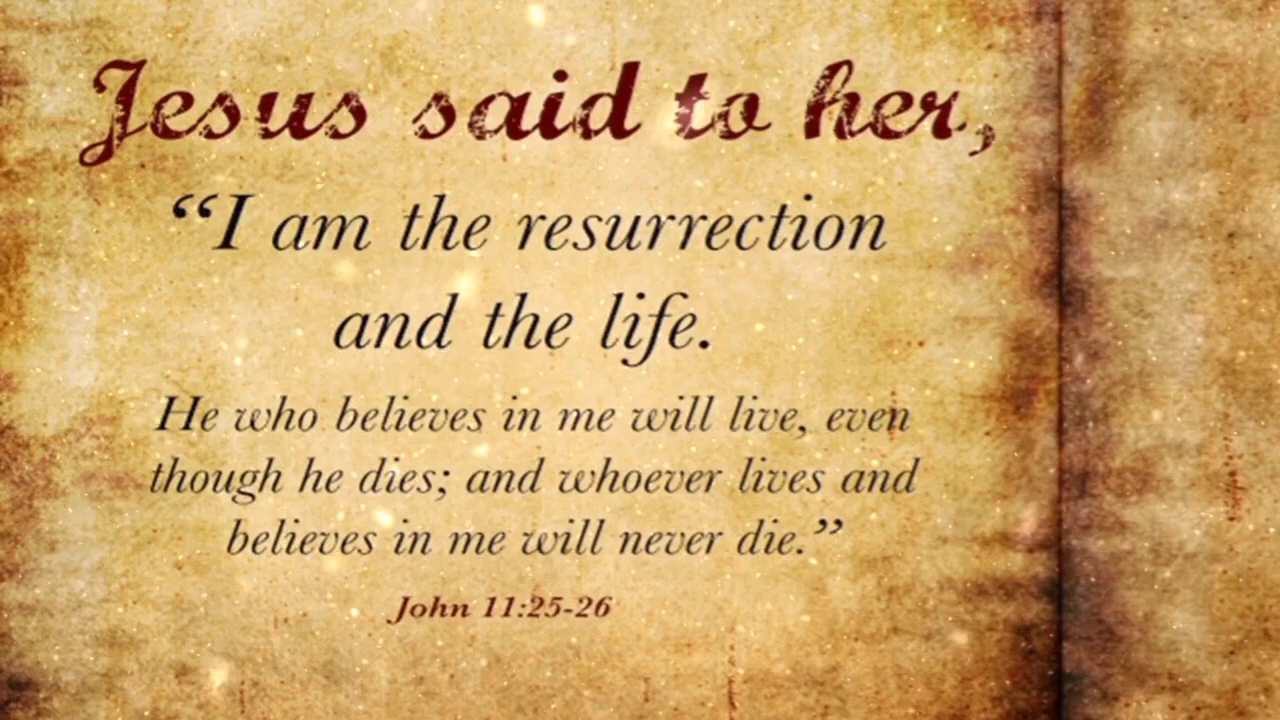 Jesus said to her,
“I am the resurrection
and the life.
He who believes in me will live, even
though he dies; and whoever lives and
believes in me will never die.”
John 11:25-26